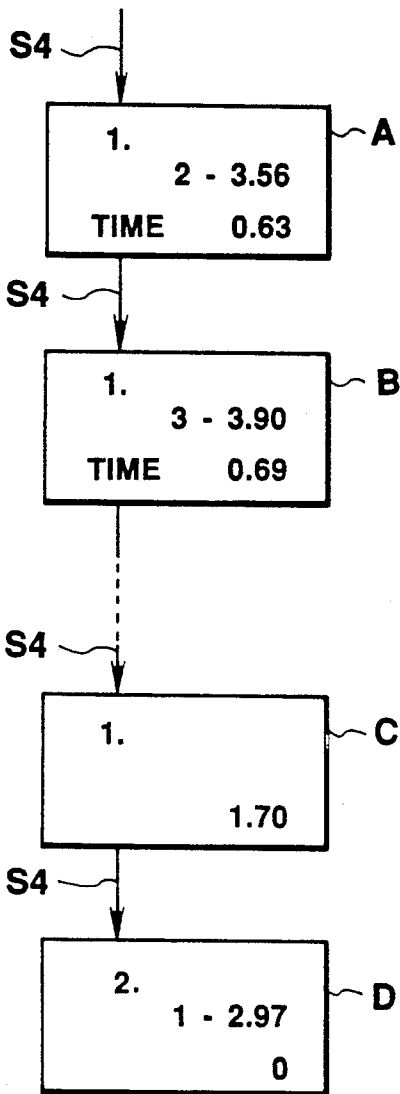 S4
1. A
2 - 3.56
TIME 0.63
S4
1. B
3 - 3.90
TIME 0.69
S4
1. C
1.70
S4
2. D
1 - 2.97
0